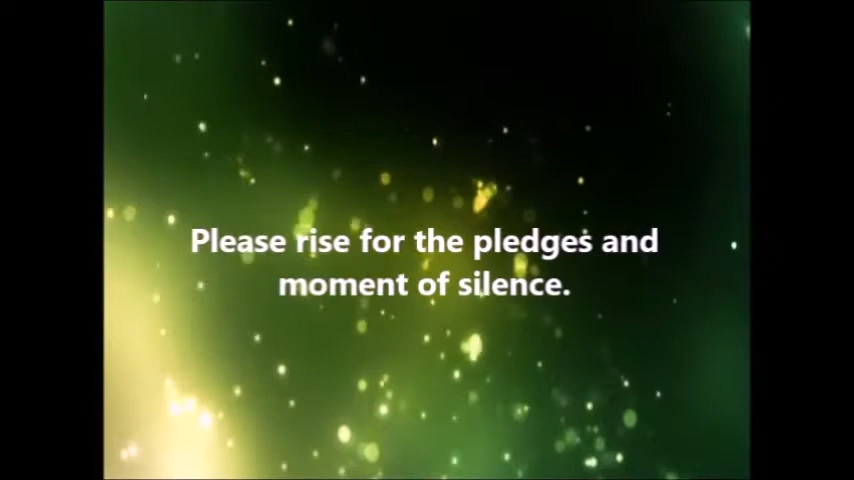 Please rise for the pledges and
moment of silence.